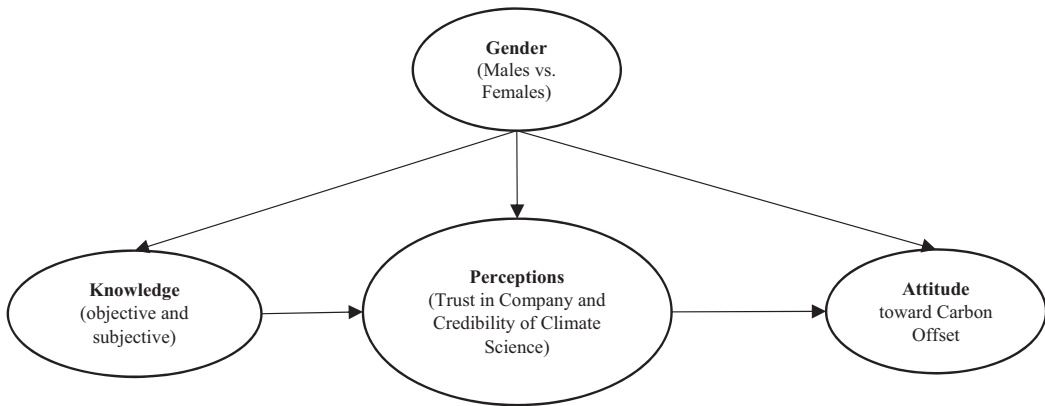 Gender
(Males vs.
Females)
Knowledge
(objective and
subjective)
Perceptions
(Trust in Company and
Credibility of Climate
Science)
Attitude
toward Carbon
Offset